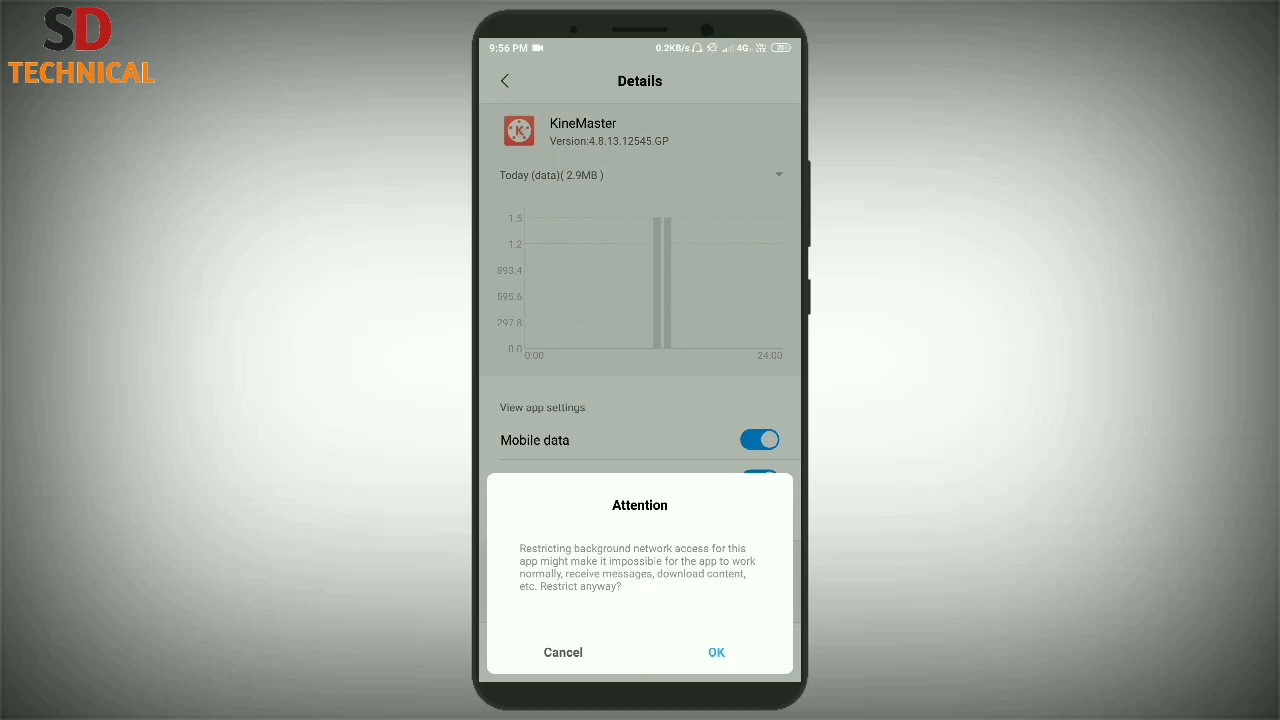 SD
TECHNICAL
9:56 PM
0.2KB/s
4G
Details
KineMaster
Version:4.8.13.12545.GP
Today (data)( 2.9MB )
1.5
1.2
893.4
595.6
297.8
0.0
0:00
24:00
View app settings
Mobile data
Attention
Restricting background network access for this
app might make it impossible for the app to work
normally, receive messages, download content,
etc. Restrict anyway?
Cancel
OK